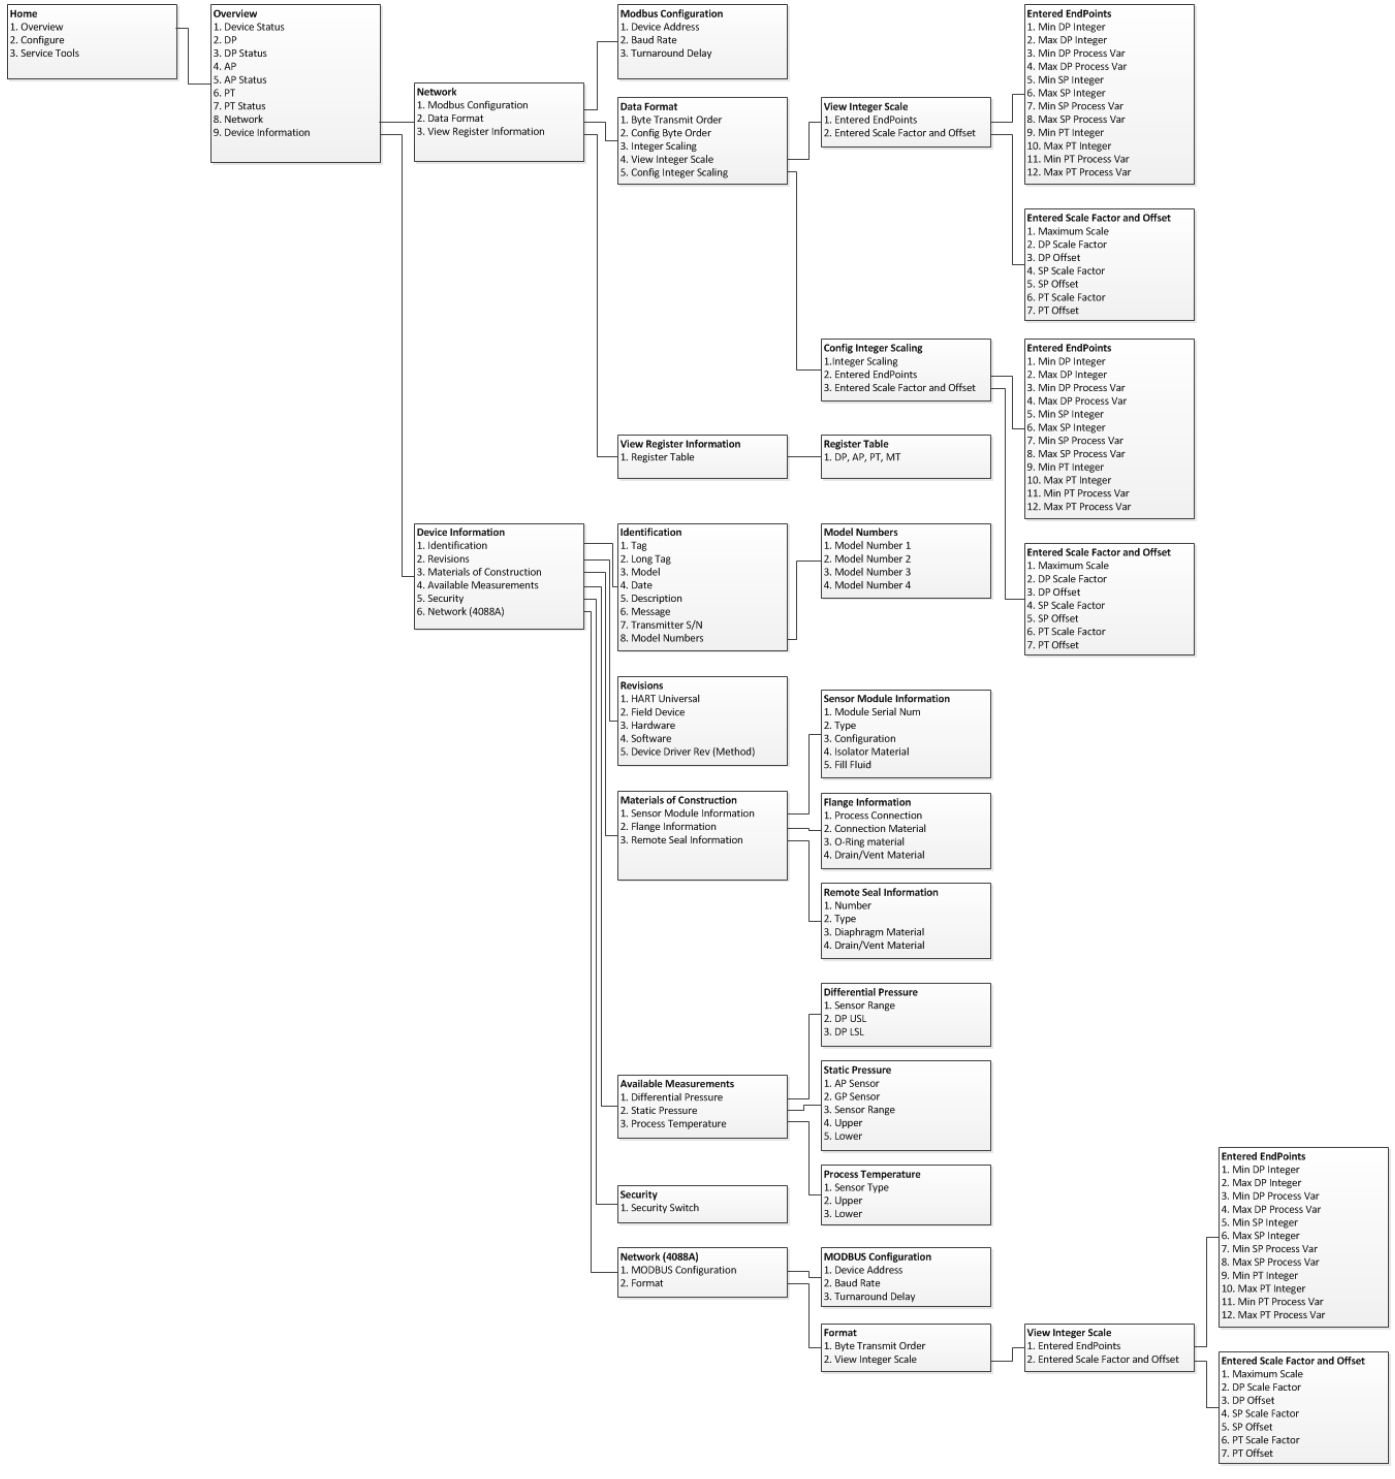 Home
1. Overview
2. Configure
3. Service Tools
Overview
1. Device Status
2. DP
3. DP Status
4. AP
5. AP Status
6. PT
7. PT Status
8. Network
9. Device Information
Network
1. Modbus Configuration
2. Data Format
3. View Register Information
Modbus Configuration
1. Device Address
2. Baud Rate
3. Turnaround Delay
Data Format
1. Byte Transmit Order
2. Config Byte Order
3. Integer Scaling
4. View Integer Scale
5. Config Integer Scaling
View Integer Scale
1. Entered EndPoints
2. Entered Scale Factor and Offset
Entered EndPoints
1. Min DP Integer
2. Max DP Integer
3. Min DP Process Var
4. Max DP Process Var
5. Min SP Integer
6. Max SP Integer
7. Min SP Process Var
8. Max SP Process Var
9. Min PT Integer
10. Max PT Integer
11. Min PT Process Var
12. Max PT Process Var
Entered Scale Factor and Offset
1. Maximum Scale
2. DP Scale Factor
3. DP Offset
4. SP Scale Factor
5. SP Offset
6. PT Scale Factor
7. PT Offset
Config Integer Scaling
1.Integer Scaling
2. Entered EndPoints
3. Entered Scale Factor and Offset
Entered EndPoints
1. Min DP Integer
2. Max DP Integer
3. Min DP Process Var
4. Max DP Process Var
5. Min SP Integer
6. Max SP Integer
7. Min SP Process Var
8. Max SP Process Var
9. Min PT Integer
10. Max PT Integer
11. Min PT Process Var
12. Max PT Process Var
Entered Scale Factor and Offset
1. Maximum Scale
2. DP Scale Factor
3. DP Offset
4. SP Scale Factor
5. SP Offset
6. PT Scale Factor
7. PT Offset
View Register Information
1. Register Table
Register Table
1. DP, AP, PT, MT
Device Information
1. Identification
2. Revisions
3. Materials of Construction
4. Available Measurements
5. Security
6. Network (4088A)
Identification
1. Tag
2. Long Tag
3. Model
4. Date
5. Description
6. Message
7. Transmitter S/N
8. Model Numbers
Model Numbers
1. Model Number 1
2. Model Number 2
3. Model Number 3
4. Model Number 4
Revisions
1. HART Universal
2. Field Device
3. Hardware
4. Software
5. Device Driver Rev (Method)
Materials of Construction
1. Sensor Module Information
2. Flange Information
3. Remote Seal Information
Sensor Module Information
1. Module Serial Num
2. Type
3. Configuration
4. Isolator Material
5. Fill Fluid
Flange Information
1. Process Connection
2. Connection Material
3. O-Ring material
4. Drain/Vent Material
Remote Seal Information
1. Number
2. Type
3. Diaphragm Material
4. Drain/Vent Material
Available Measurements
1. Differential Pressure
2. Static Pressure
3. Process Temperature
Differential Pressure
1. Sensor Range
2. DP USL
3. DP LSL
Static Pressure
1. AP Sensor
2. GP Sensor
3. Sensor Range
4. Upper
5. Lower
Process Temperature
1. Sensor Type
2. Upper
3. Lower
Security
1. Security Switch
Network (4088A)
1. MODBUS Configuration
2. Format
MODBUS Configuration
1. Device Address
2. Baud Rate
3. Turnaround Delay
Format
1. Byte Transmit Order
2. View Integer Scale
View Integer Scale
1. Entered EndPoints
2. Entered Scale Factor and Offset
Entered EndPoints
1. Min DP Integer
2. Max DP Integer
3. Min DP Process Var
4. Max DP Process Var
5. Min SP Integer
6. Max SP Integer
7. Min SP Process Var
8. Max SP Process Var
9. Min PT Integer
10. Max PT Integer
11. Min PT Process Var
12. Max PT Process Var
Entered Scale Factor and Offset
1. Maximum Scale
2. DP Scale Factor
3. DP Offset
4. SP Scale Factor
5. SP Offset
6. PT Scale Factor
7. PT Offset